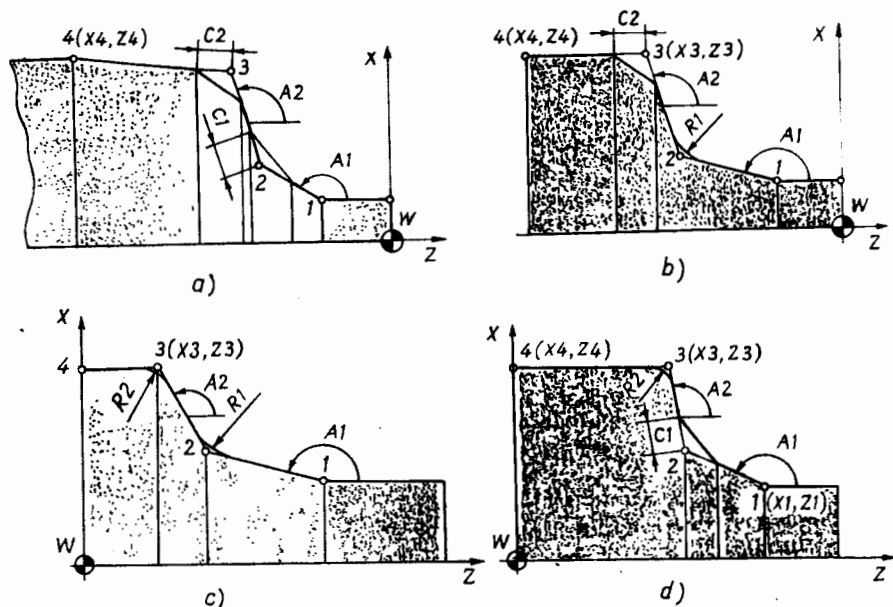 C2
X
4(X4,Z4)
3
A2
C1
A1
2
1
W
Z
a)
C2
X
4(X4,Z4)
3(X3,Z3)
A2
R1
A1
2
1
W
Z
b)
X
3(X3,Z3)
4
A2
R2
R1
A1
2
1
W
Z
c)
X
4(X4,Z4)
3(X3,Z3)
R2
A2
C1
A1
2
1
(X1,Z1)
W
Z
d)